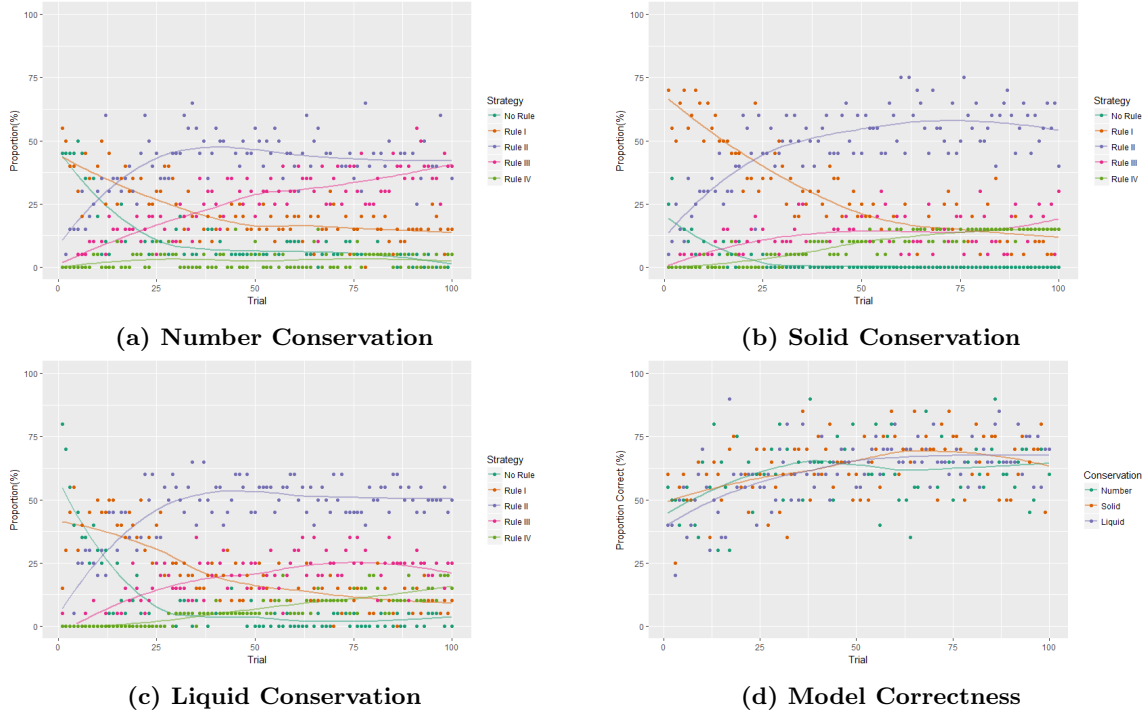 100
75
50
25
0
Proportion(%)
0
25
50
75
100
Trial
Strategy
No Rule
Rule I
Rule II
Rule III
Rule IV
(a) Number Conservation
100
75
50
25
0
Proportion(%)
0
25
50
75
100
Trial
Strategy
No Rule
Rule I
Rule II
Rule III
Rule IV
(b) Solid Conservation
100
75
50
25
0
Proportion(%)
0
25
50
75
100
Trial
Strategy
No Rule
Rule I
Rule II
Rule III
Rule IV
(c) Liquid Conservation
100
75
50
25
0
Proportion Correct (%)
0
25
50
75
100
Trial
Conservation
Number
Solid
Liquid
(d) Model Correctness